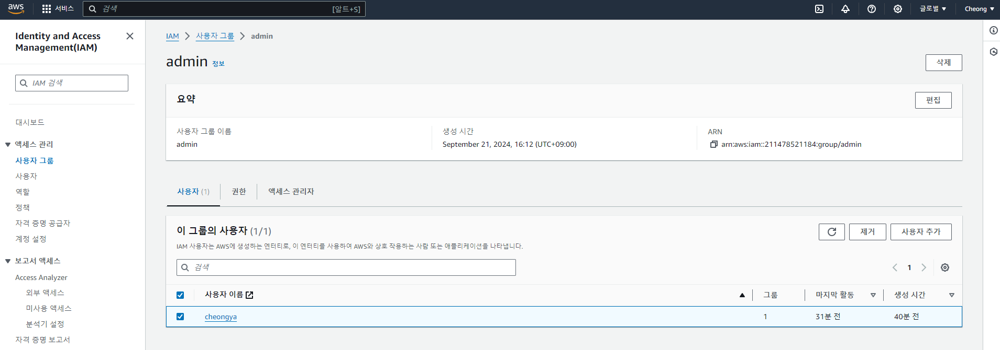 aws 서비스 검색 [알트+S] 글로벌 ▼ Cheong ▼
Identity and Access
Management(IAM)
IAM 검색
대시보드
▼ 액세스 관리
사용자 그룹
사용자
역할
정책
자격 증명 공급자
계정 설정
▼ 보고서 액세스
Access Analyzer
외부 액세스
미사용 액세스
분석기 설정
자격 증명 보고서
IAM > 사용자 그룹 > admin
admin 정보
삭제
요약
편집
사용자 그룹 이름
admin
생성 시간
September 21, 2024, 16:12 (UTC+09:00)
ARN
arn:aws:iam::211478521184:group/admin
사용자 (1) 권한 액세스 관리자
이 그룹의 사용자 (1/1)
제거 사용자 추가
IAM 사용자는 AWS에 생성하는 엔터티로, 이 엔터티를 사용하여 AWS와 상호 작용하는 사람 또는 애플리케이션을 나타냅니다.
검색
< 1 >
사용자 이름 ▲ 그룹 마지막 활동 ▽ 생성 시간 ▽
cheongya 1 31분 전 40분 전